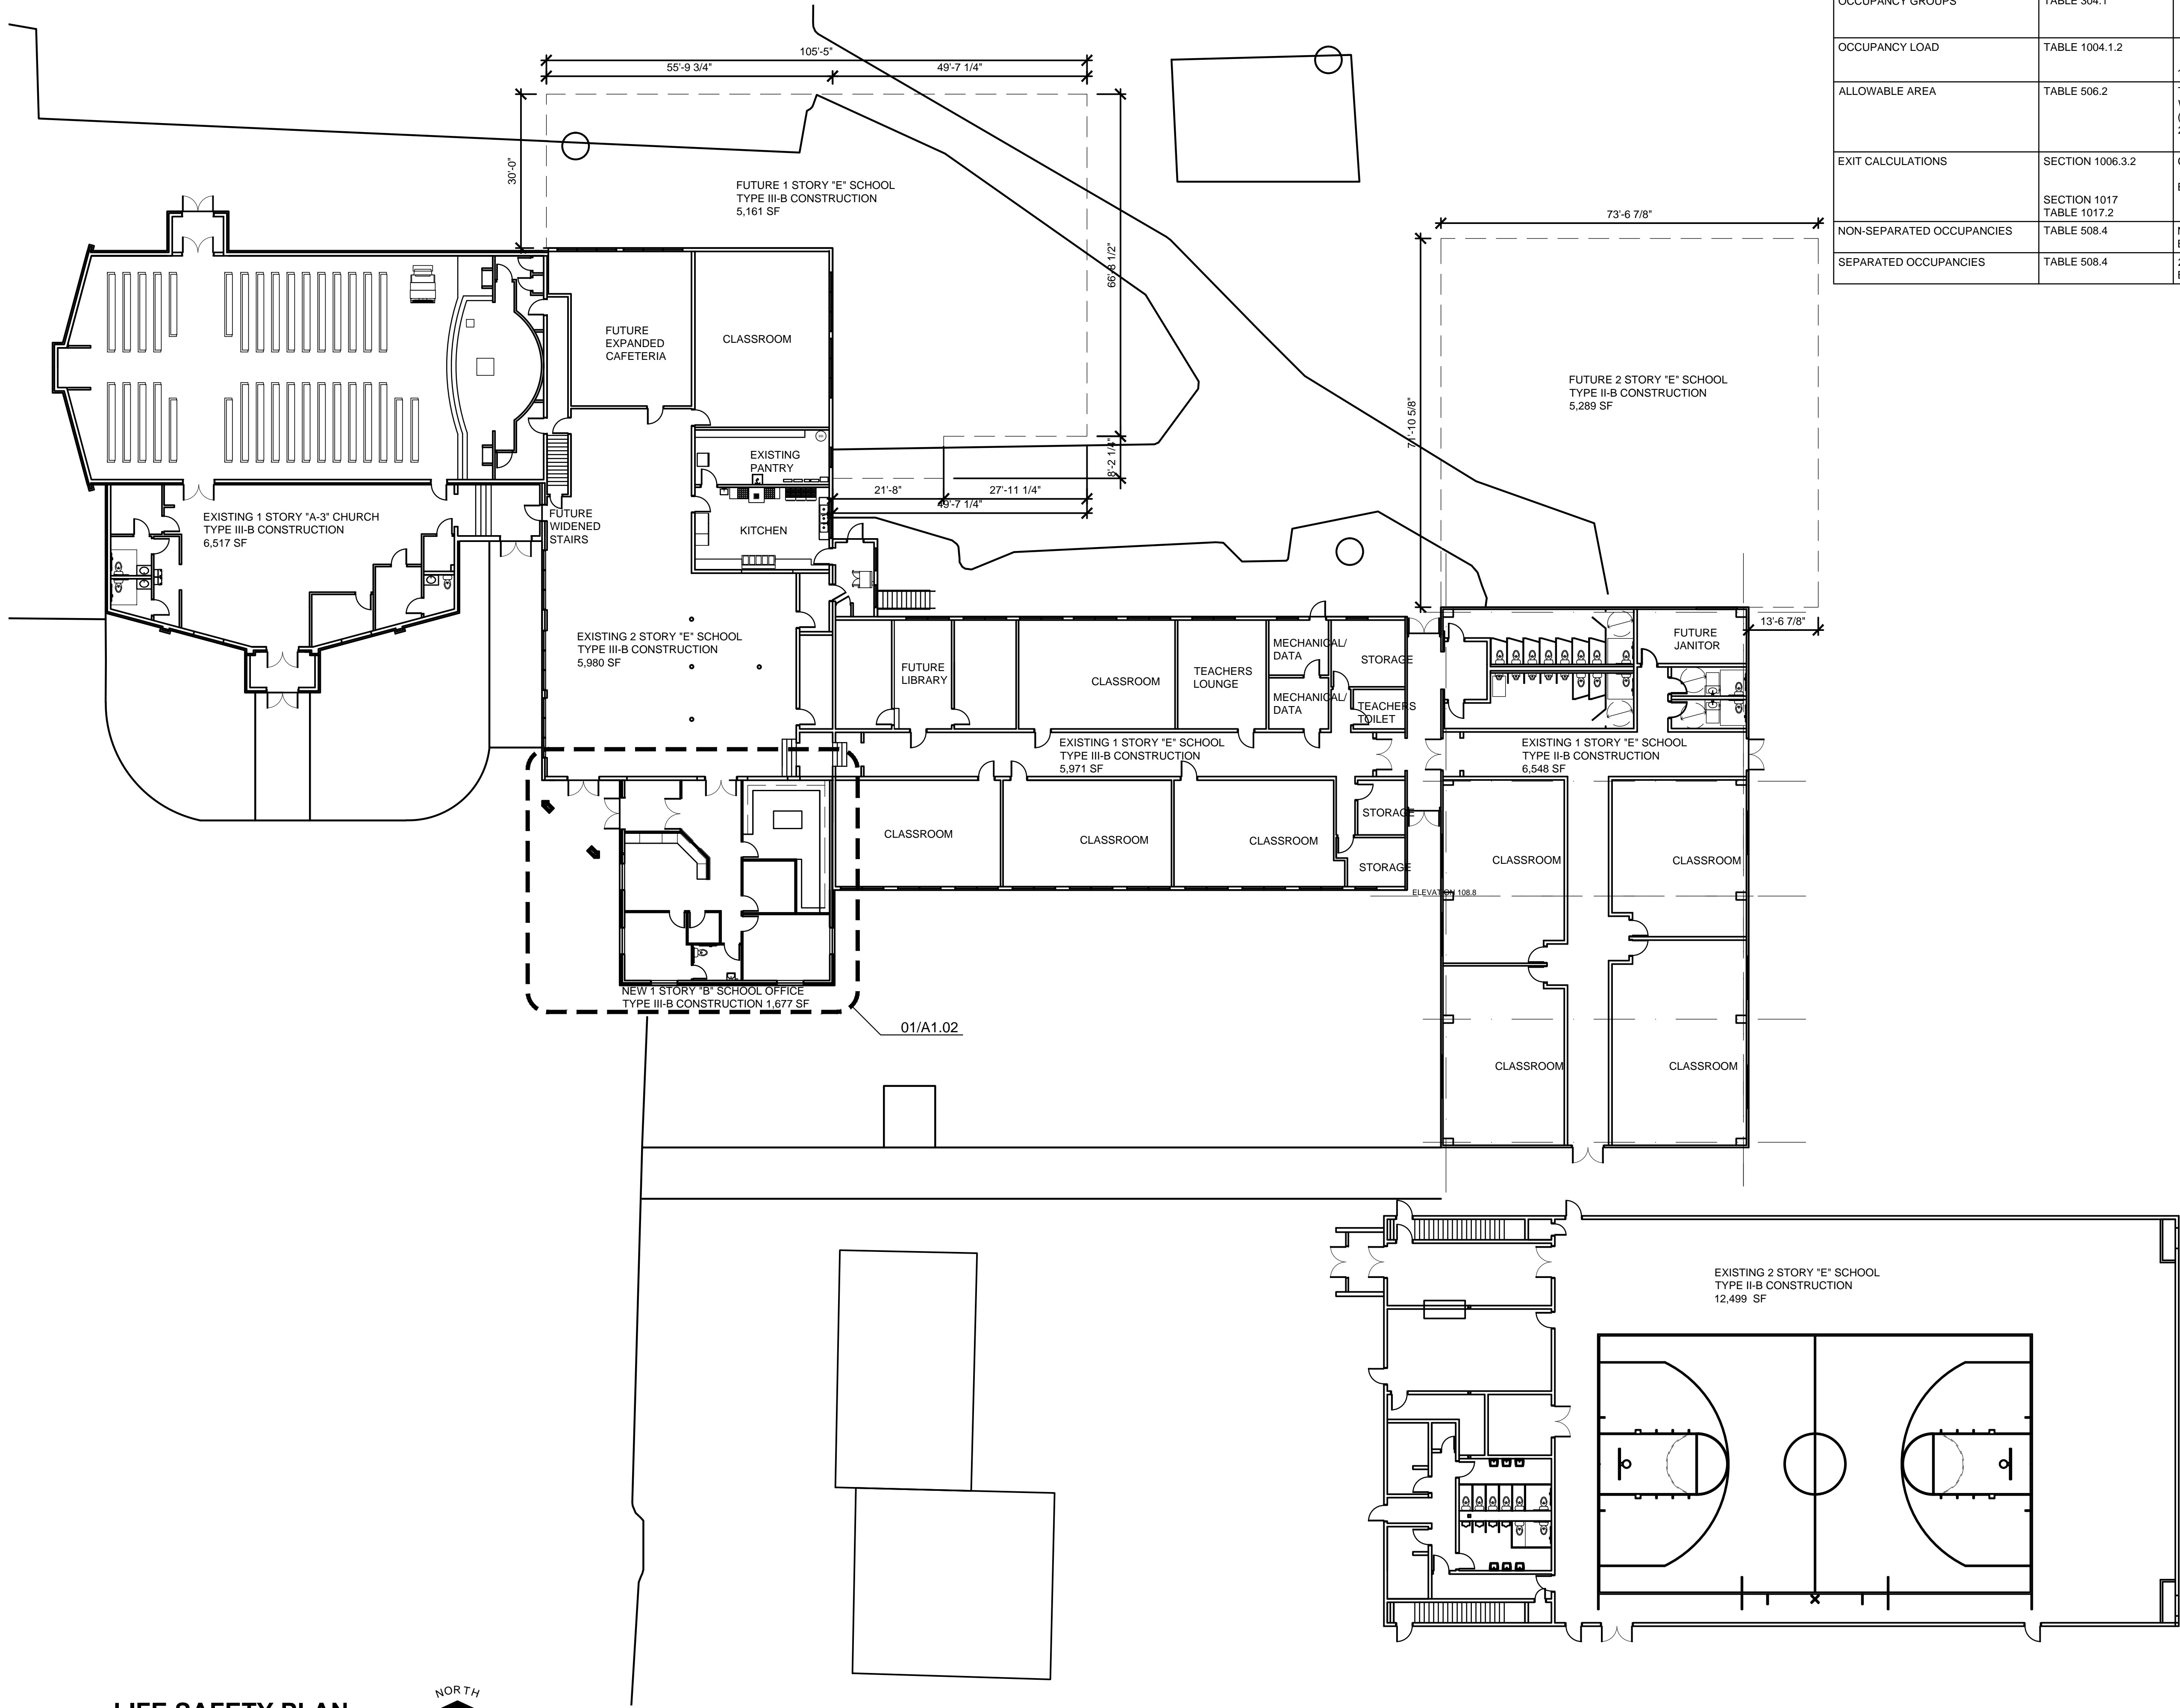 OCCUPANCY GROUPS TABLE 304.1
OCCUPANCY LOAD TABLE 1004.1.2
ALLOWABLE AREA TABLE 506.2
EXIT CALCULATIONS SECTION 1006.3.2
SECTION 1017
TABLE 1017.2
NON-SEPARATED OCCUPANCIES TABLE 508.4
SEPARATED OCCUPANCIES TABLE 508.4
105'-5"
55'-9 3/4" 49'-7 1/4"
30'-0"
FUTURE 1 STORY "E" SCHOOL
TYPE III-B CONSTRUCTION
5,161 SF
66'-8 1/2"
8'-2 1/4"
21'-8" 27'-11 1/4"
49'-7 1/4"
73'-6 7/8"
71'-10 5/8"
FUTURE 2 STORY "E" SCHOOL
TYPE II-B CONSTRUCTION
5,289 SF
13'-6 7/8"
FUTURE
EXPANDED
CAFETERIA
CLASSROOM
EXISTING
PANTRY
KITCHEN
FUTURE
WIDENED
STAIRS
EXISTING 1 STORY "A-3" CHURCH
TYPE III-B CONSTRUCTION
6,517 SF
EXISTING 2 STORY "E" SCHOOL
TYPE III-B CONSTRUCTION
5,980 SF
FUTURE
LIBRARY
CLASSROOM
TEACHERS
LOUNGE
MECHANICAL/
DATA
MECHANICAL/
DATA
STORAGE
TEACHERS
TOILET
FUTURE
JANITOR
EXISTING 1 STORY "E" SCHOOL
TYPE III-B CONSTRUCTION
5,971 SF
EXISTING 1 STORY "E" SCHOOL
TYPE II-B CONSTRUCTION
6,548 SF
CLASSROOM
CLASSROOM
CLASSROOM
STORAGE
STORAGE
ELEVATION 108.8
CLASSROOM
CLASSROOM
CLASSROOM
CLASSROOM
NEW 1 STORY "B" SCHOOL OFFICE
TYPE III-B CONSTRUCTION 1,677 SF
01/A1.02
EXISTING 2 STORY "E" SCHOOL
TYPE II-B CONSTRUCTION
12,499 SF
LIFE SAFETY PLAN
NORTH